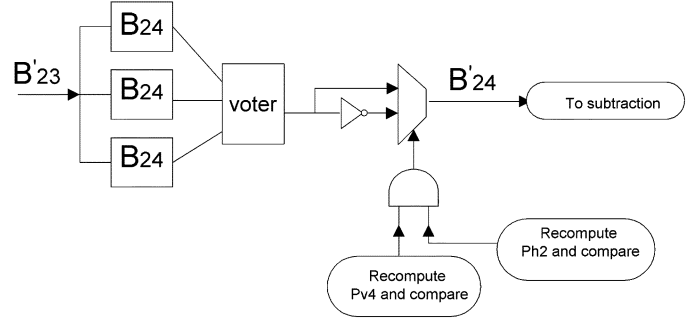 B24
B'23
B24
B24
voter
B'24
To subtraction
Recompute
Ph2 and compare
Recompute
Pv4 and compare